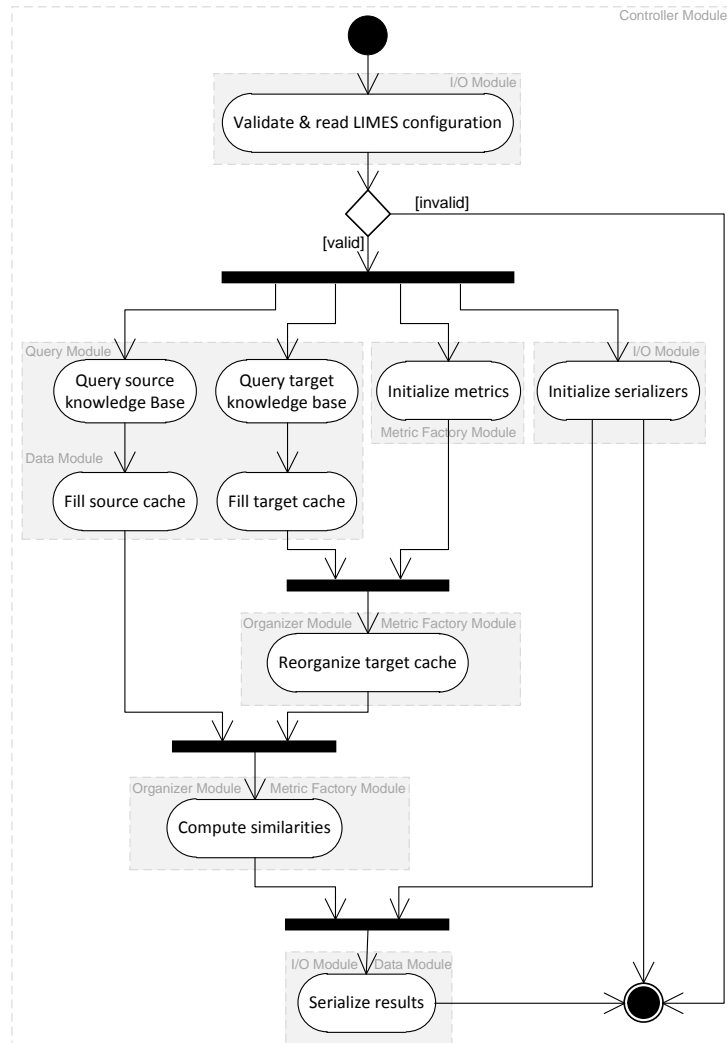 Controller Module
I/O Module
Validate & read LIMES configuration
[invalid]
[valid]
Query Module
I/O Module
Query source
knowledge Base
Query target
knowledge base
Initialize metrics
Initialize serializers
Metric Factory Module
Data Module
Fill source cache
Fill target cache
Organizer Module
Metric Factory Module
Reorganize target cache
Organizer Module
Metric Factory Module
Compute similarities
I/O Module
Data Module
Serialize results